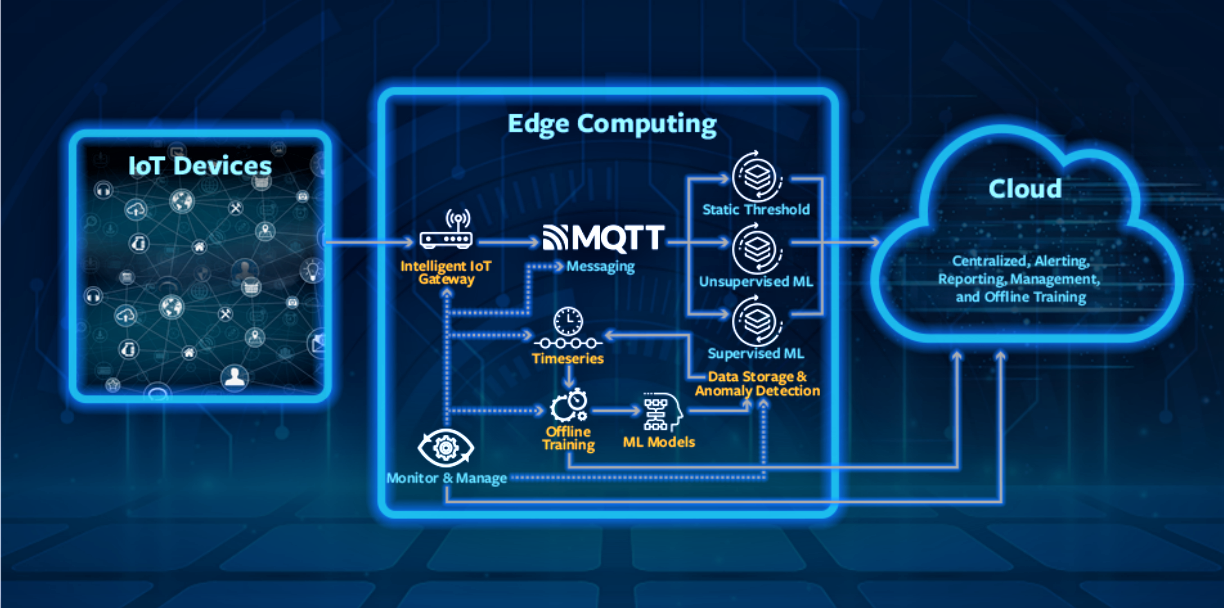 Edge Computing
IoT Devices
Cloud
Static Threshold
MQTT
Messaging
Intelligent IoT
Gateway
Centralized, Alerting,
Reporting, Management,
and Offline Training
Unsupervised ML
Supervised ML
Timeseries
Data Storage &
Anomaly Detection
Offline
Training
ML Models
Monitor & Manage